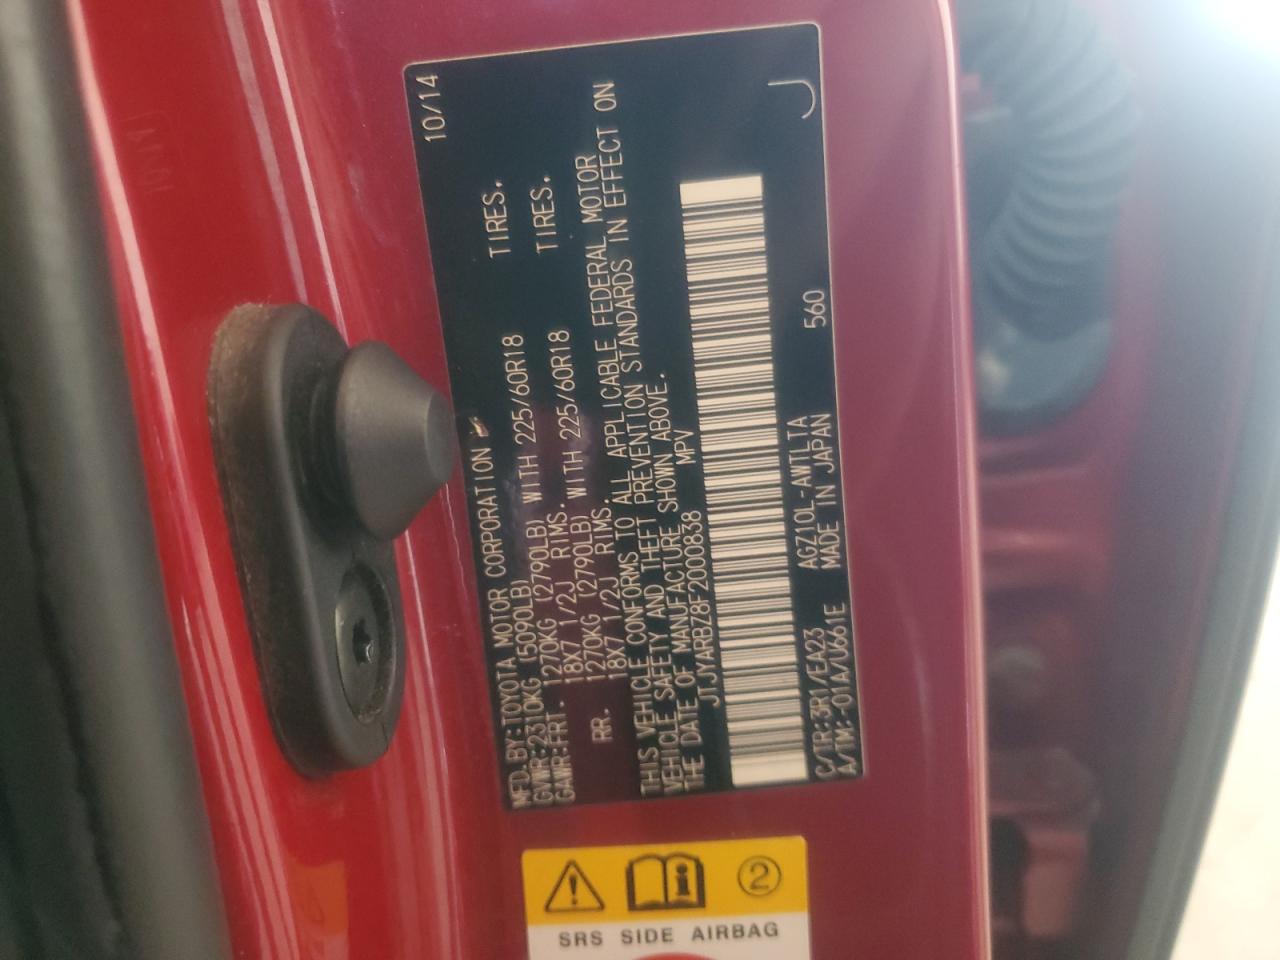 MFD.BY:TOYOTA MOTOR CORPORATION 10/14
GVWR:2310KG (5090LB)
GAWR:FRT. 1270KG (2790LB) WITH 225/60R18 TIRES.
18X7 1/2J RIMS.
RR. 1270KG (2790LB) WITH 225/60R18 TIRES.
18X7 1/2J RIMS.
THIS VEHICLE CONFORMS TO ALL APPLICABLE FEDERAL MOTOR
VEHICLE SAFETY AND THEFT PREVENTION STANDARDS IN EFFECT ON
THE DATE OF MANUFACTURE SHOWN ABOVE.
JTJYARBZ8F2000838 MPV
C/TR:3R1/EA23 AGZ10L-AWTLTA 560
A/TM:-01A/U661E MADE IN JAPAN
J
2
SRS SIDE AIRBAG